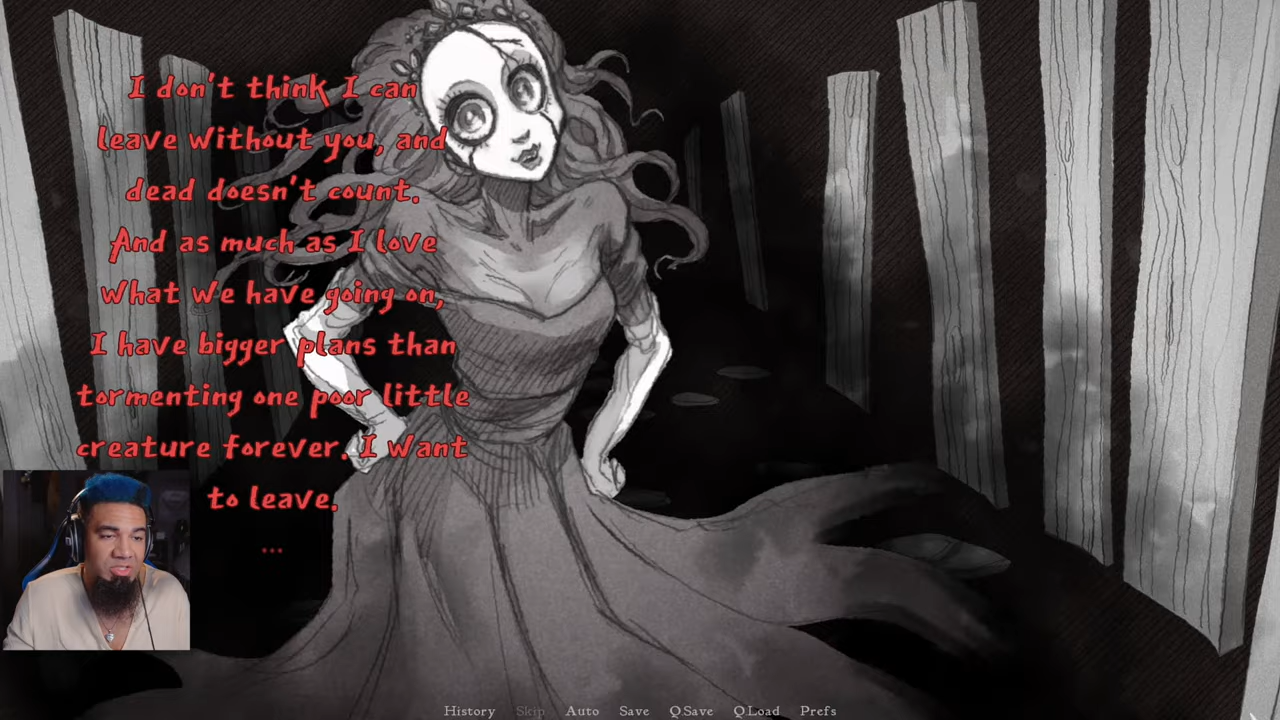 I don't think I can
leave without you, and
dead doesn't count.
And as much as I love
what we have going on,
I have bigger plans than
tormenting one poor little
creature forever. I want
to leave.
...
History Skip Auto Save Q.Save Q.Load Prefs